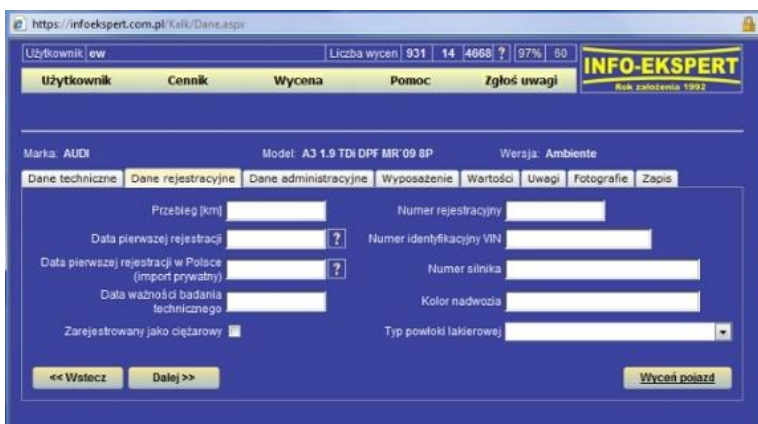 https://infoekspert.com.pl/Kalk/Dane.aspx
Użytkownik ew Liczba wycen 931 14 4668 ? 97% 60
INFO-EKSPERT
Rok założenia 1992
Użytkownik Cennik Wycena Pomoc Zgłoś uwagi
Marka: AUDI Model: A3 1.9 TDi DPF MR`09 8P Wersja: Ambiente
Dane techniczne Dane rejestracyjne Dane administracyjne Wyposażenie Wartości Uwagi Fotografie Zapis
Przebieg [km] Numer rejestracyjny
Data pierwszej rejestracji ? Numer identyfikacyjny VIN
Data pierwszej rejestracji w Polsce
(import prywatny) ? Numer silnika
Data ważności badania
technicznego Kolor nadwozia
Zarejestrowany jako ciężarowy Typ powłoki lakierowej
<< Wstecz Dalej >> Wyceń pojazd